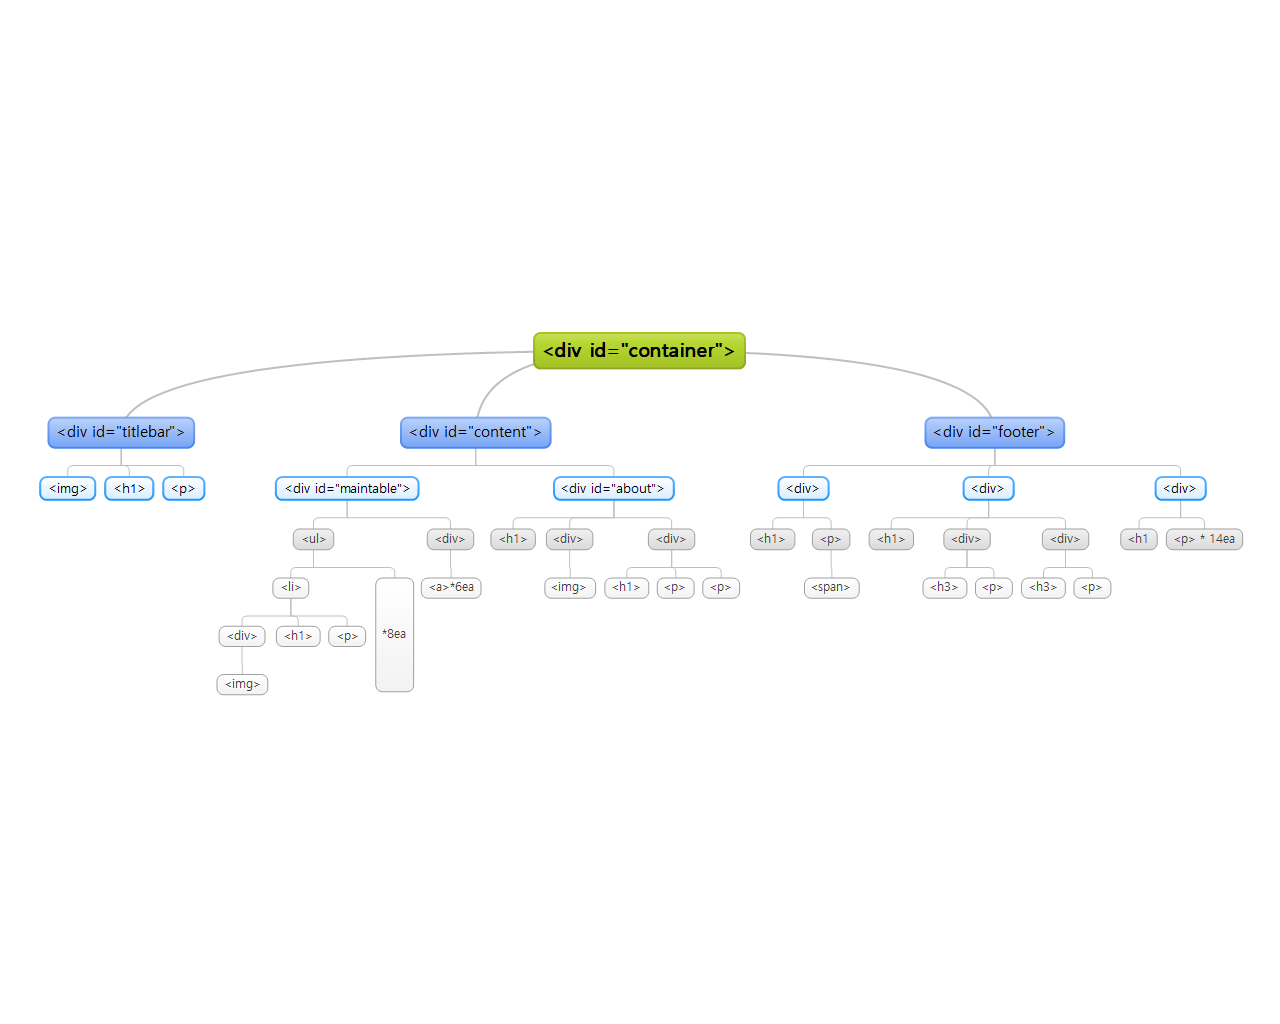 <div id="container">
<div id="titlebar">
<div id="content">
<div id="footer">
<img>
<h1>
<p>
<div id="maintable">
<div id="about">
<div>
<div>
<div>
<ul>
<div>
<h1>
<div>
<div>
<h1>
<p>
<h1>
<div>
<div>
<h1
<p> * 14ea
<li>
*8ea
<a>*6ea
<img>
<h1>
<p>
<p>
<span>
<h3>
<p>
<h3>
<p>
<div>
<h1>
<p>
<img>